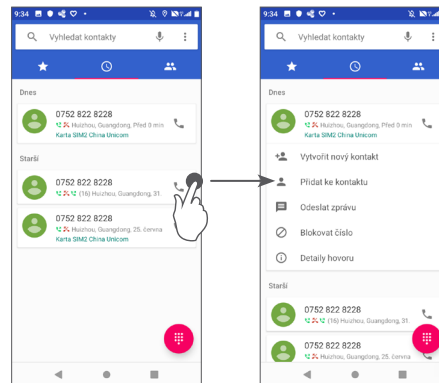 9:34
Vyhledat kontakty
Dnes
0752 822 8228
Huizhou, Guangdong, Před 0 min
Karta SIM2 China Unicom
Starší
0752 822 8228
(16) Huizhou, Guangdong, 31.
0752 822 8228
Huizhou, Guangdong, 25. června
Karta SIM2 China Unicom
9:34
Vyhledat kontakty
Dnes
0752 822 8228
Huizhou, Guangdong, Před 0 min
Karta SIM2 China Unicom
Vytvořit nový kontakt
Přidat ke kontaktu
Odeslat zprávu
Blokovat číslo
Detaily hovoru
Starší
0752 822 8228
(16) Huizhou, Guangdong, 31.
0752 822 8228
Huizhou, Guangdong, 25. června